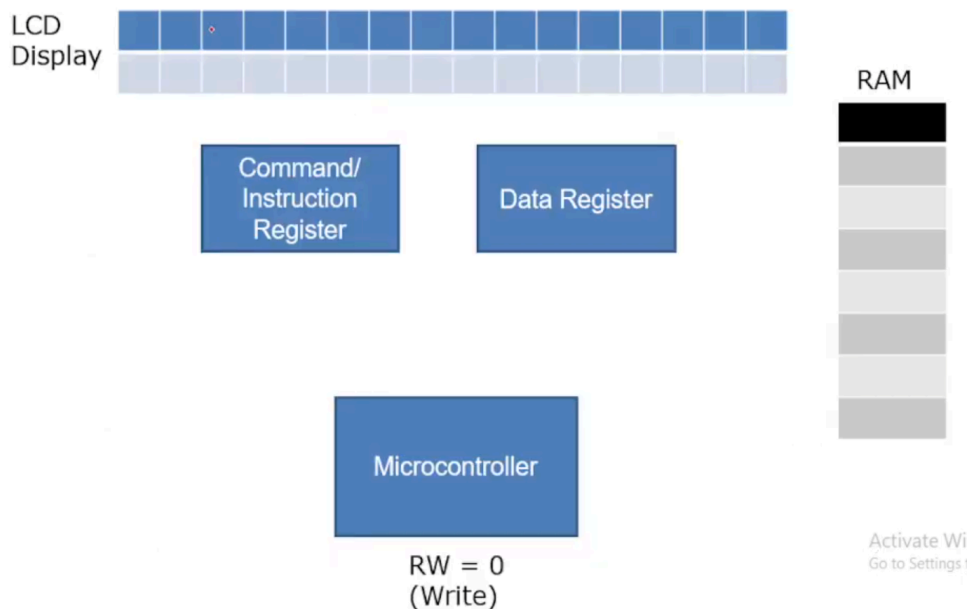 LCD
Display
RAM
Command/
Instruction
Register
Data Register
Microcontroller
RW = 0
(Write)
Activate Wi
Go to Settings